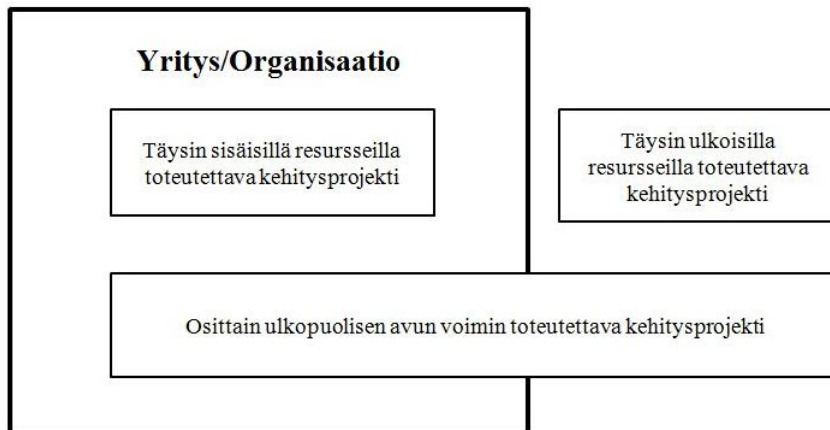 Yritys/Organisaatio
Täysin sisäisillä resursseilla
toteutettava kehitysprojekti
Täysin ulkoisilla
resursseilla toteutettava
kehitysprojekti
Osittain ulkopuolisen avun voimin toteutettava kehitysprojekti